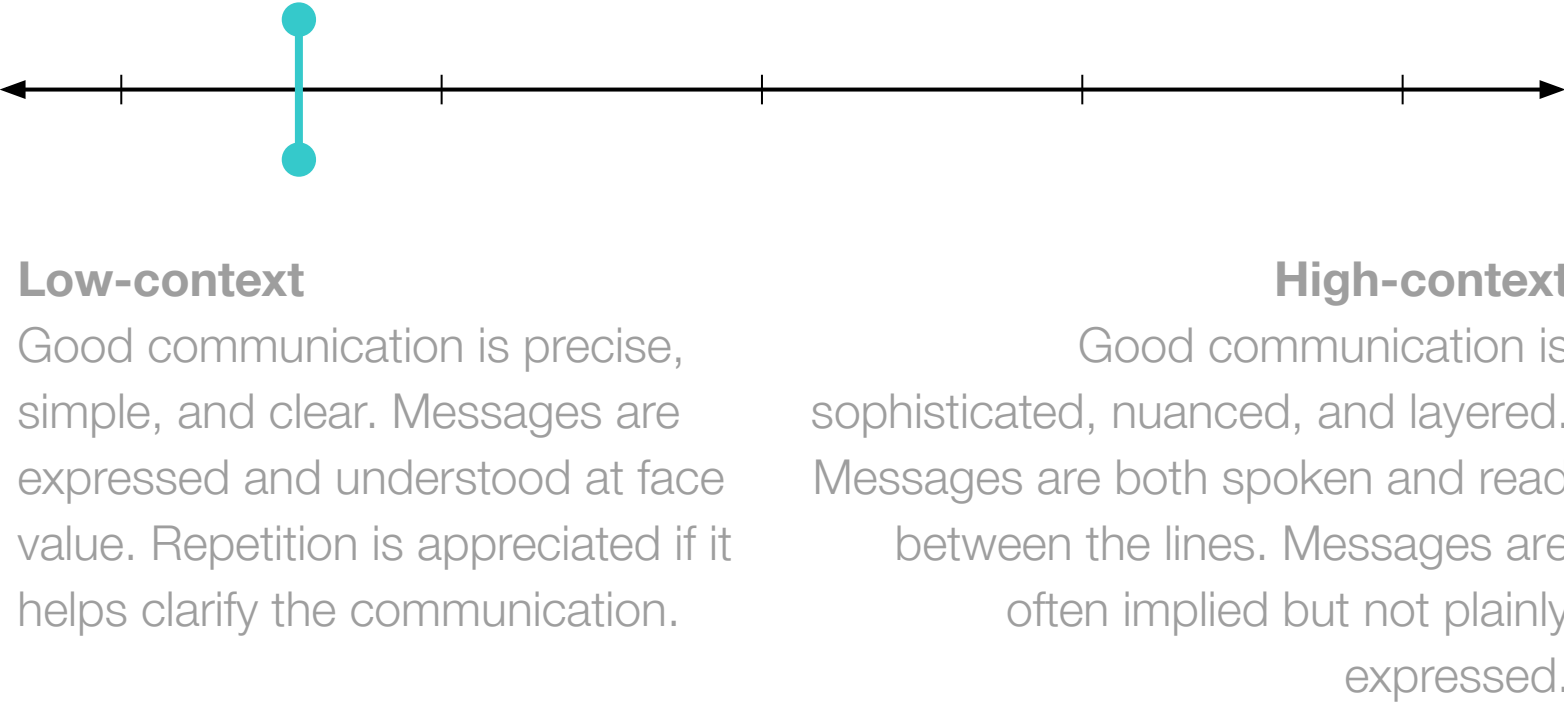 Low-context
Good communication is precise,
simple, and clear. Messages are
expressed and understood at face
value. Repetition is appreciated if it
helps clarify the communication.
High-context
Good communication is
sophisticated, nuanced, and layered.
Messages are both spoken and read
between the lines. Messages are
often implied but not plainly
expressed.